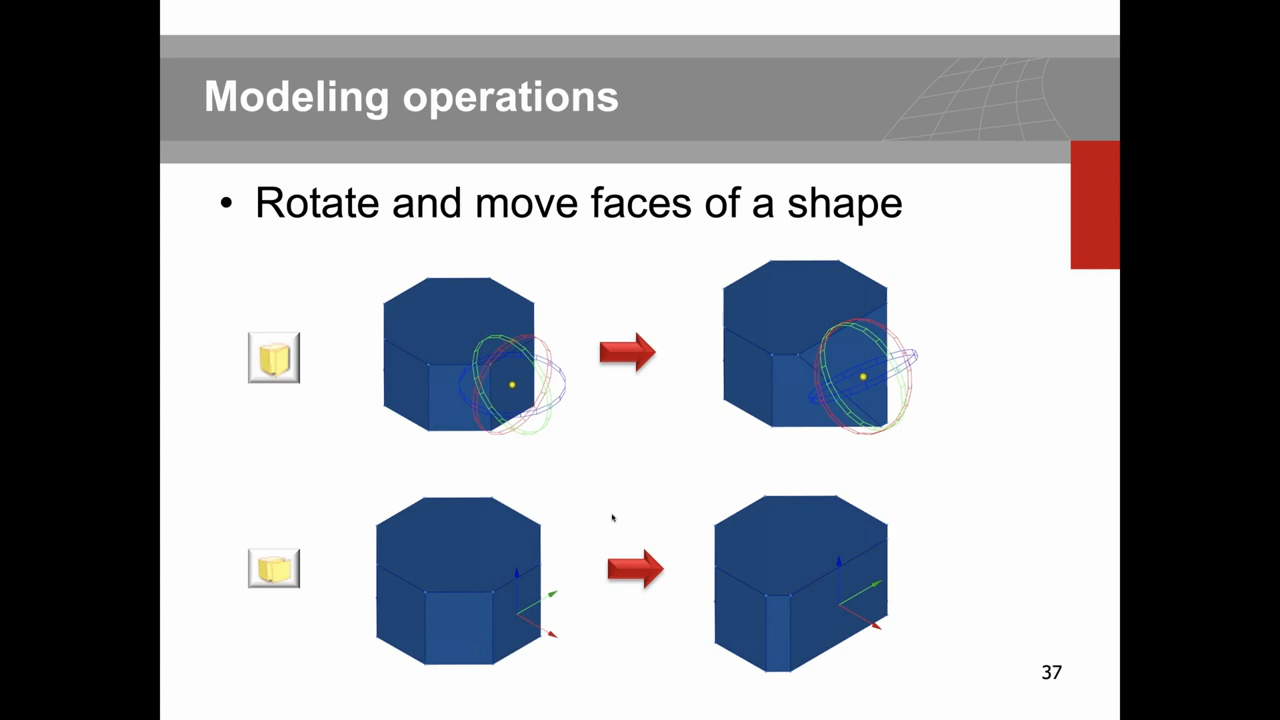 Modeling operations
• Rotate and move faces of a shape
37